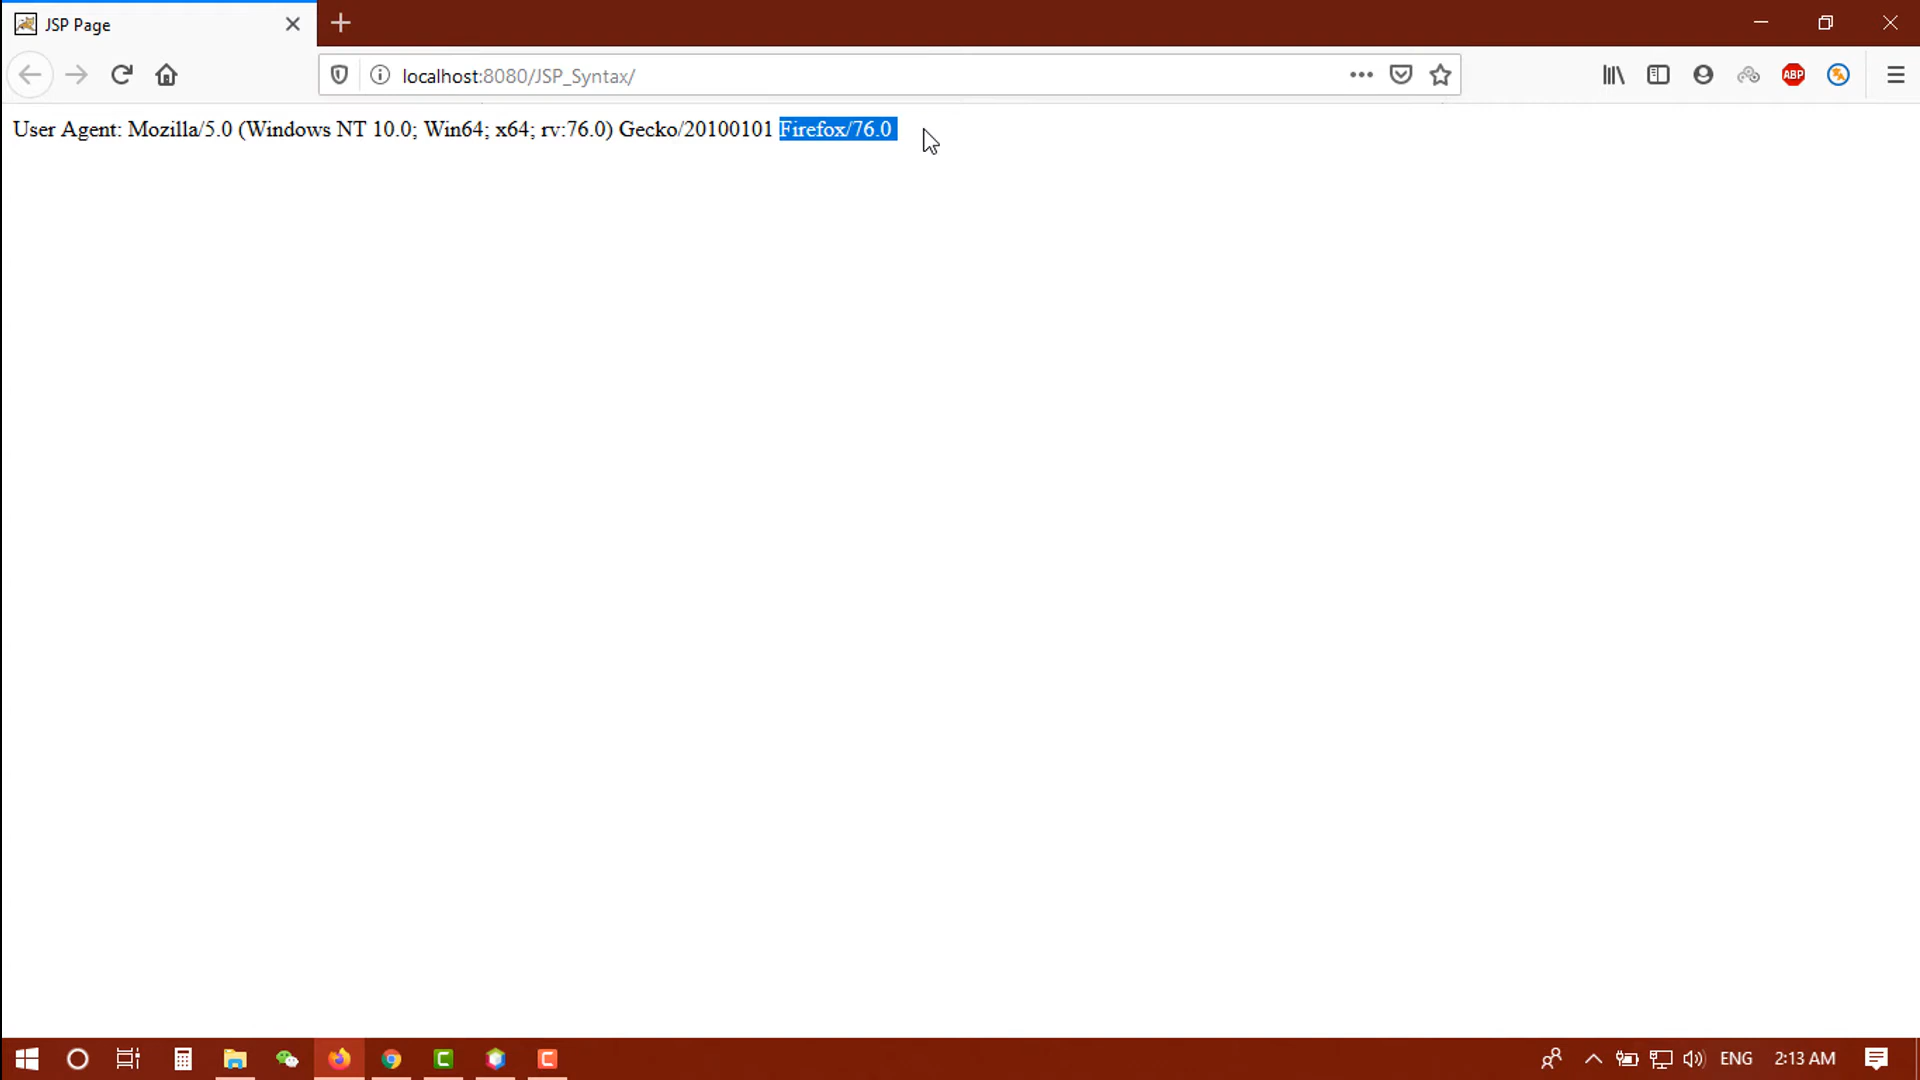 JSP Page
localhost:8080/JSP_Syntax/
ABP
User Agent: Mozilla/5.0 (Windows NT 10.0; Win64; x64; rv:76.0) Gecko/20100101 Firefox/76.0
ENG 2:13 AM